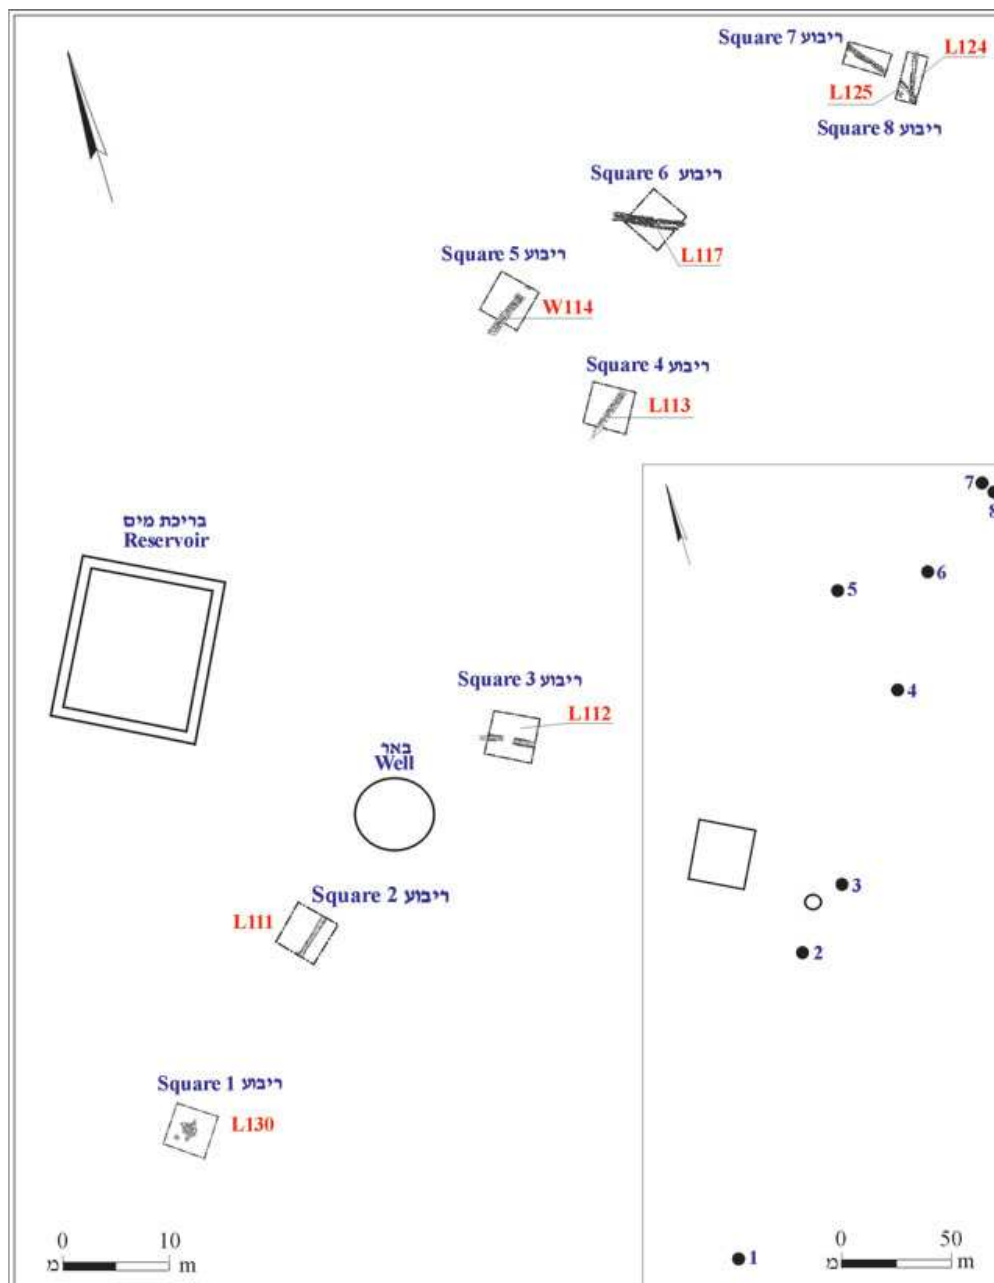 Square 7 ריבוע
L124
L125
Square 8 ריבוע
Square 6 ריבוע
L117
Square 5 ריבוע
W114
Square 4 ריבוע
L113
בריכת מים
Reservoir
Square 3 ריבוע
L112
באר
Well
Square 2 ריבוע
L111
Square 1 ריבוע
L130
0 10
מ m
7
8
6
5
4
3
2
1
0 50
מ m